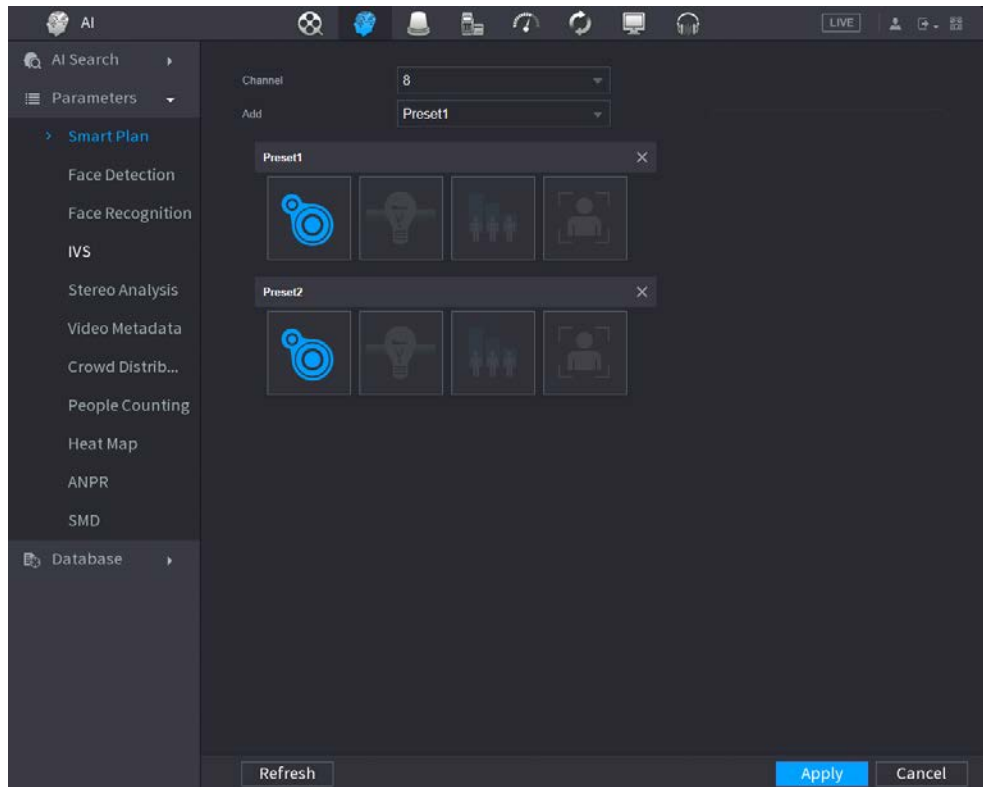 AI
LIVE
AI Search
Parameters
Smart Plan
Face Detection
Face Recognition
IVS
Stereo Analysis
Video Metadata
Crowd Distrib...
People Counting
Heat Map
ANPR
SMD
Database
Channel 8
Add Preset1
Preset1
Preset2
Refresh Apply Cancel